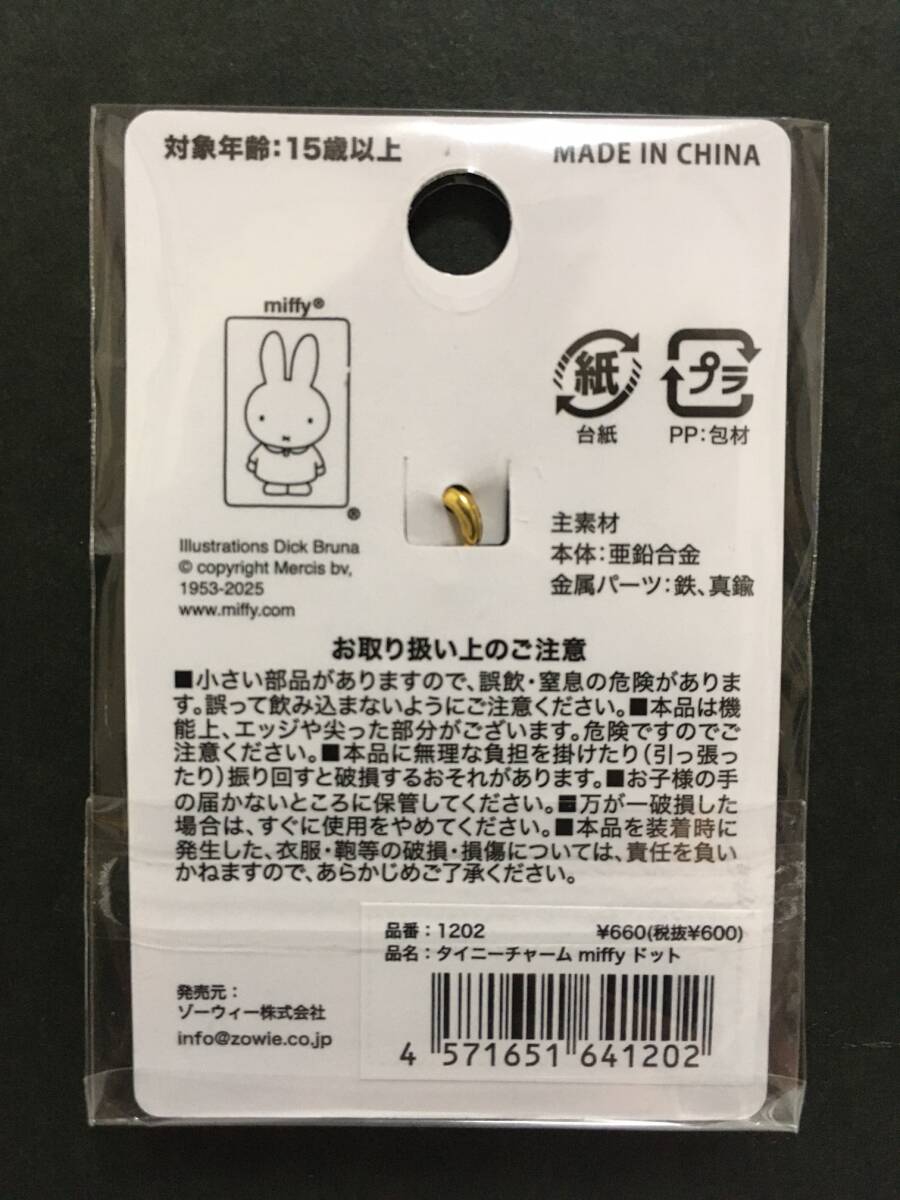 対象年齢：15歳以上
MADE IN CHINA
miffy®
®
Illustrations Dick Bruna
© copyright Mercis bv,
1953-2025
www.miffy.com
紙
台紙
プラ
PP：包材
主素材
本体：亜鉛合金
金属パーツ：鉄、真鍮
お取り扱い上のご注意
■小さい部品がありますので、誤飲・窒息の危険がありま
す。誤って飲み込まないようにご注意ください。■本品は機
能上、エッジや尖った部分がございます。危険ですのでご
注意ください。■本品に無理な負担を掛けたり（引っ張っ
たり）振り回すと破損するおそれがあります。■お子様の手
の届かないところに保管してください。■万が一破損した
場合は、すぐに使用をやめてください。■本品を装着時に
発生した、衣服・鞄等の破損・損傷については、責任を負い
かねますので、あらかじめご了承ください。
品番：1202 ¥660(税抜¥600)
品名：タイニーチャーム miffy ドット
4 571651 641202
発売元：
ゾーウィー株式会社
info@zowie.co.jp